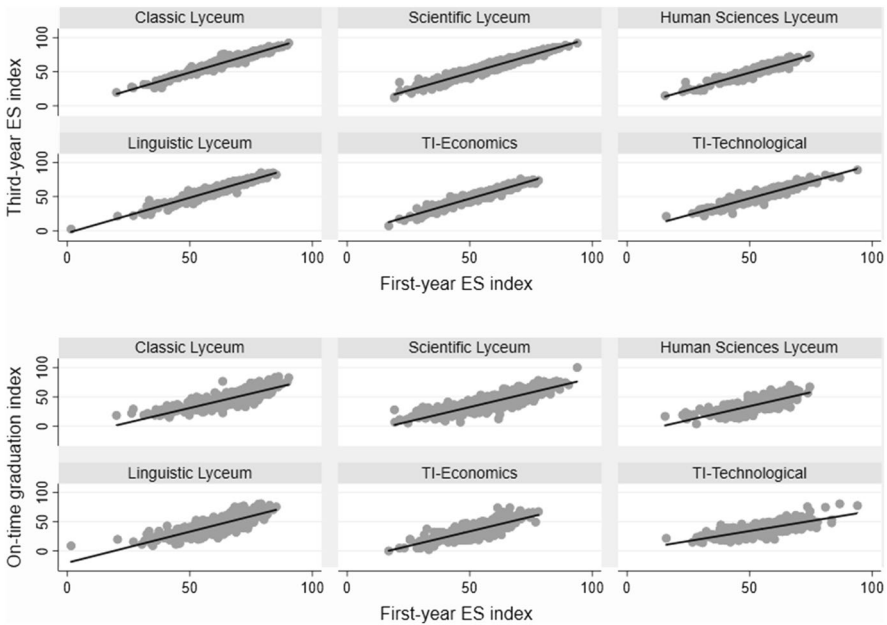 Classic Lyceum Scientific Lyceum Human Sciences Lyceum
100
50
0
Linguistic Lyceum TI-Economics TI-Technological
100
50
0
Third-year ES index
0 50 100 0 50 100 0 50 100
First-year ES index
Classic Lyceum Scientific Lyceum Human Sciences Lyceum
100
50
0
Linguistic Lyceum TI-Economics TI-Technological
100
50
0
On-time graduation index
0 50 100 0 50 100 0 50 100
First-year ES index